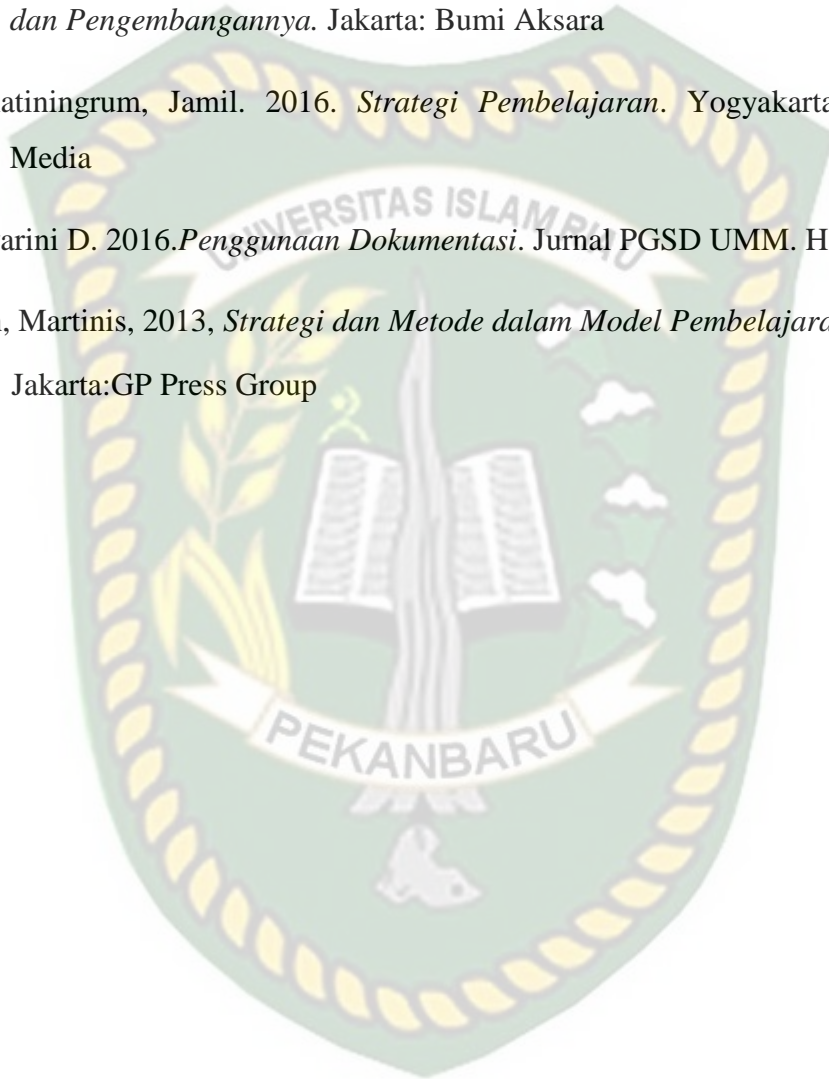 dan Pengembangannya. Jakarta: Bumi Aksara
atiningrum, Jamil. 2016. Strategi Pembelajaran. Yogyakarta
Media
UNIVERSITAS ISLAM RIAU
arini D. 2016.Penggunaan Dokumentasi. Jurnal PGSD UMM. H
, Martinis, 2013, Strategi dan Metode dalam Model Pembelajar
Jakarta:GP Press Group
PEKANBARU